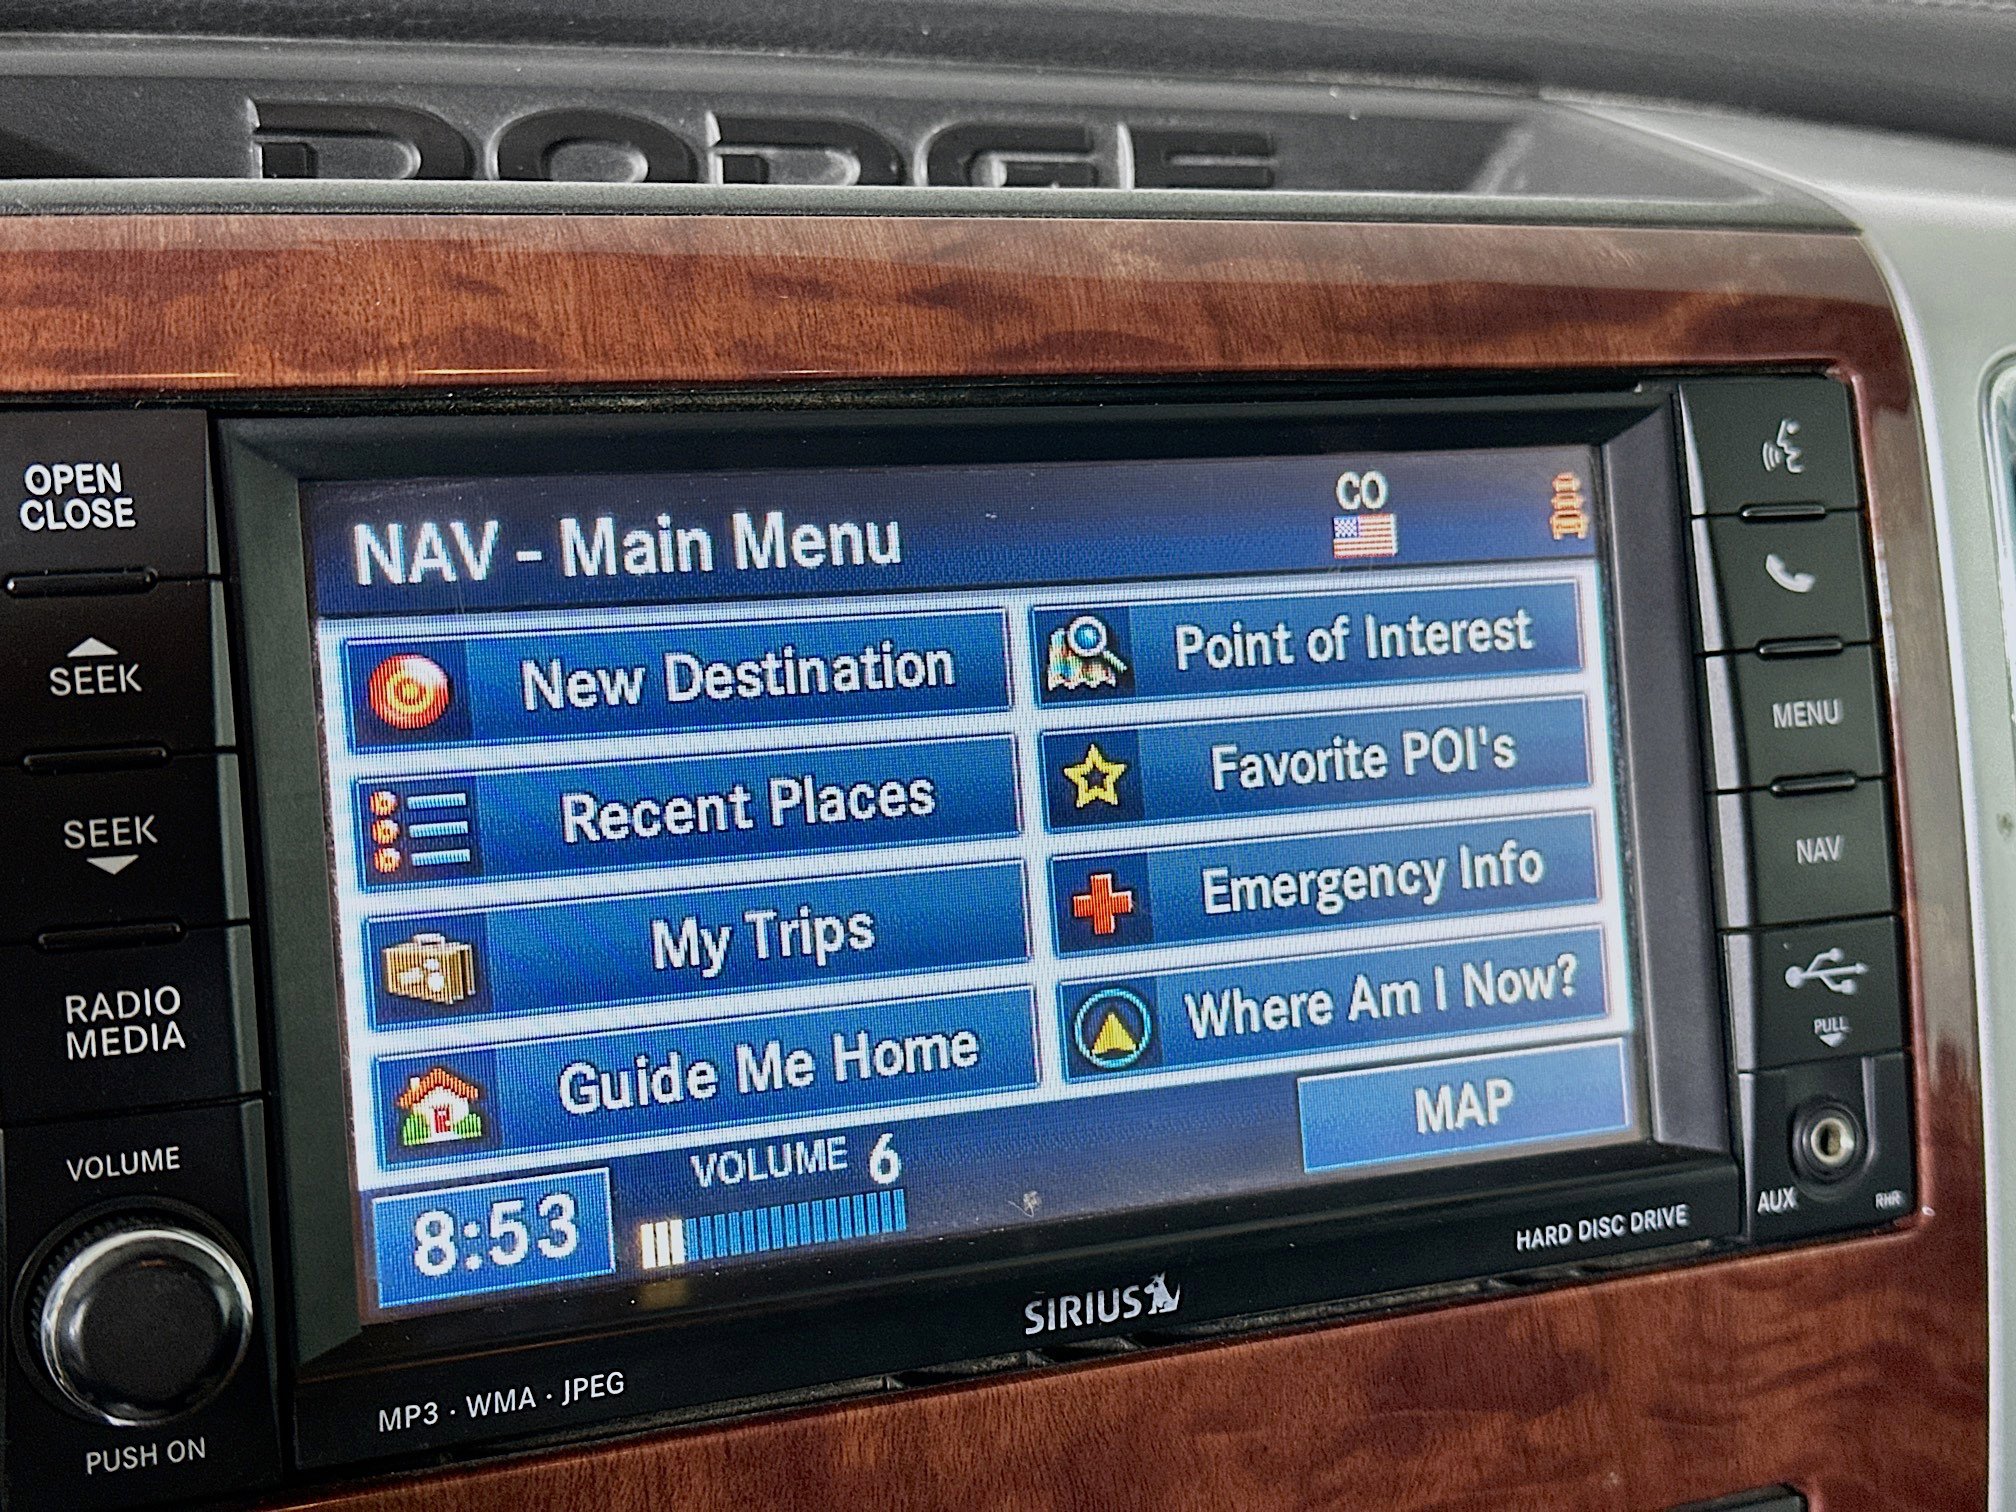 DODGE
OPEN
CLOSE
SEEK
SEEK
RADIO
MEDIA
VOLUME
PUSH ON
NAV - Main Menu
CO
New Destination
Point of Interest
Recent Places
Favorite POI's
My Trips
Emergency Info
Guide Me Home
Where Am I Now?
8:53
VOLUME 6
MAP
MP3 · WMA · JPEG
SIRIUS
HARD DISC DRIVE
MENU
NAV
PULL
AUX
RHR